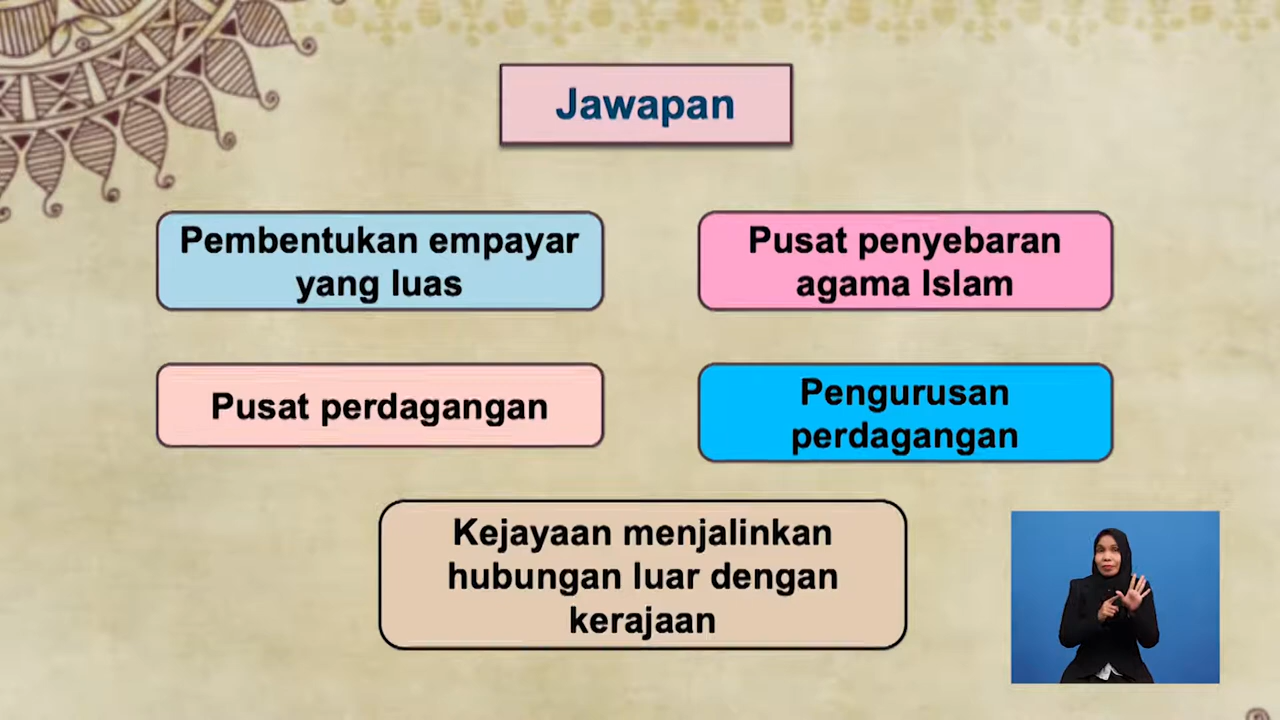 Jawapan
Pembentukan empayar
yang luas
Pusat penyebaran
agama Islam
Pusat perdagangan
Pengurusan
perdagangan
Kejayaan menjalinkan
hubungan luar dengan
kerajaan